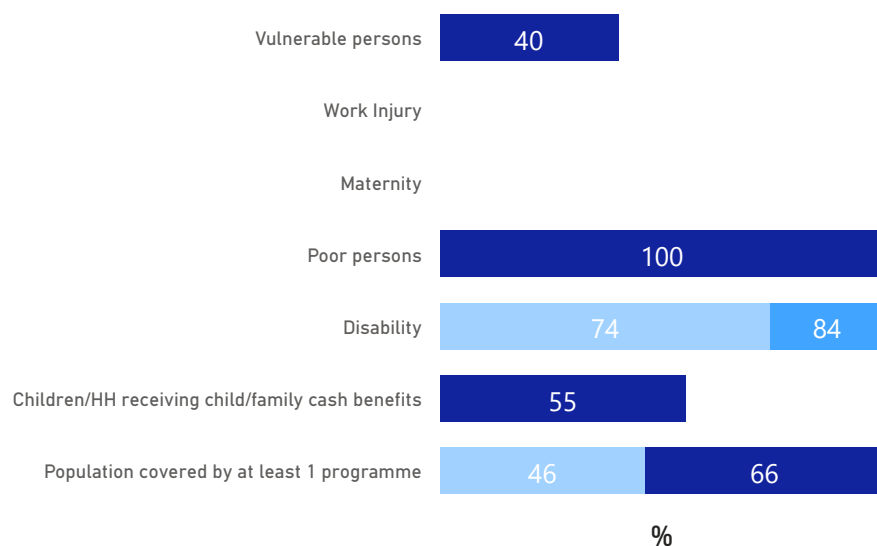 Vulnerable persons
40
Work Injury
Maternity
Poor persons
100
Disability
74 84
Children/HH receiving child/family cash benefits
55
Population covered by at least 1 programme
46 66
%